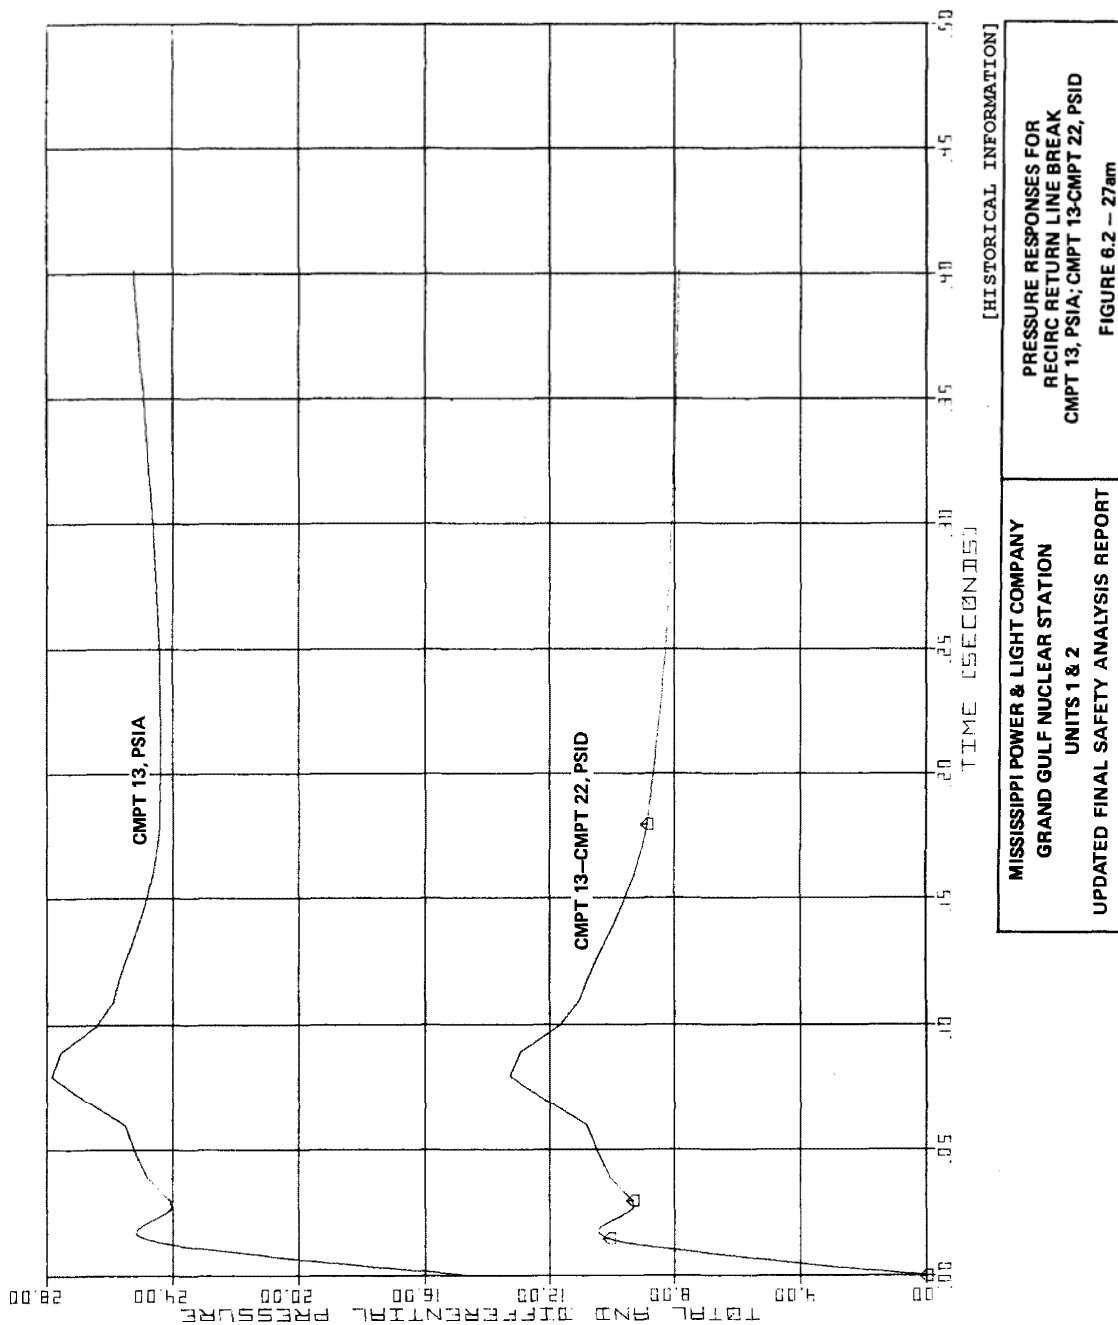 TOTAL AND DIFFERENTIAL PRESSURE
28.00
24.00
20.00
16.00
12.00
8.00
4.00
.00
CMPT 13, PSIA
CMPT 13–CMPT 22, PSID
.00
.05
.10
.15
.20
.25
.30
.35
.40
.45
.50
TIME (SECONDS)
[HISTORICAL INFORMATION]
MISSISSIPPI POWER & LIGHT COMPANY
GRAND GULF NUCLEAR STATION
UNITS 1 & 2
UPDATED FINAL SAFETY ANALYSIS REPORT
PRESSURE RESPONSES FOR
RECIRC RETURN LINE BREAK
CMPT 13, PSIA; CMPT 13-CMPT 22, PSID
FIGURE 6.2 – 27am